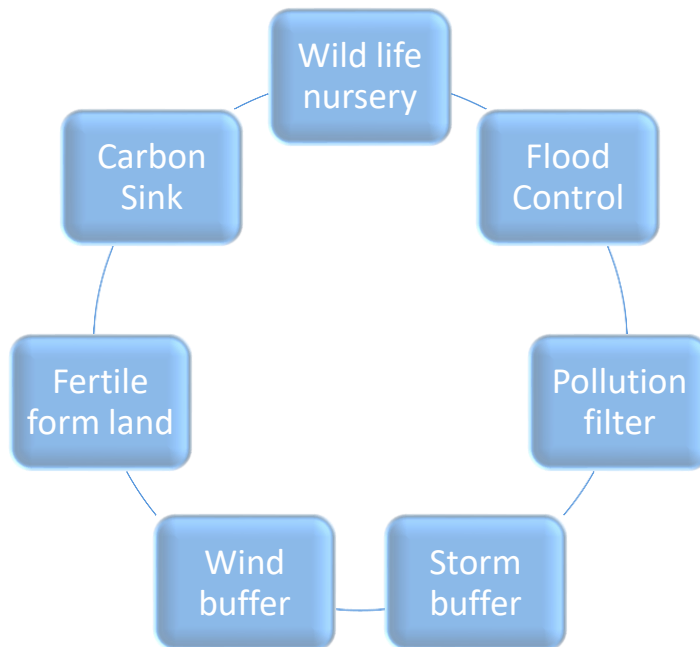 Wild life
nursery
Flood
Control
Pollution
filter
Storm
buffer
Wind
buffer
Fertile
form land
Carbon
Sink